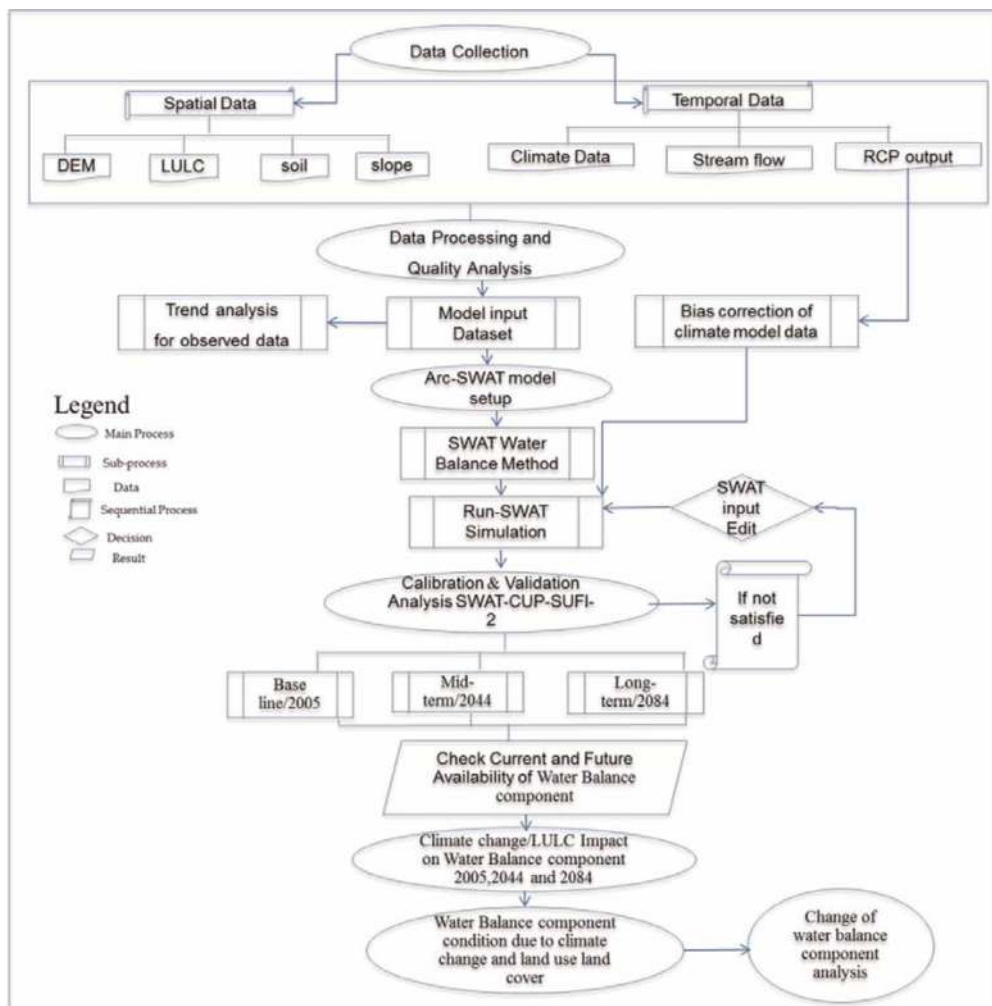 Data Collection
Spatial Data
Temporal Data
DEM
LULC
soil
slope
Climate Data
Stream flow
RCP output
Data Processing and
Quality Analysis
Trend analysis
for observed data
Model input
Dataset
Bias correction of
climate model data
Arc-SWAT model
setup
Legend
Main Process
Sub-process
Data
Sequential Process
Decision
Result
SWAT Water
Balance Method
Run-SWAT
Simulation
SWAT
input
Edit
Calibration & Validation
Analysis SWAT-CUP-SUFI-
2
If not
satisfie
d
Base
line/2005
Mid-
term/2044
Long-
term/2084
Check Current and Future
Availability of Water Balance
component
Climate change/LULC Impact
on Water Balance component
2005,2044 and 2084
Water Balance component
condition due to climate
change and land use land
cover
Change of
water balance
component
analysis